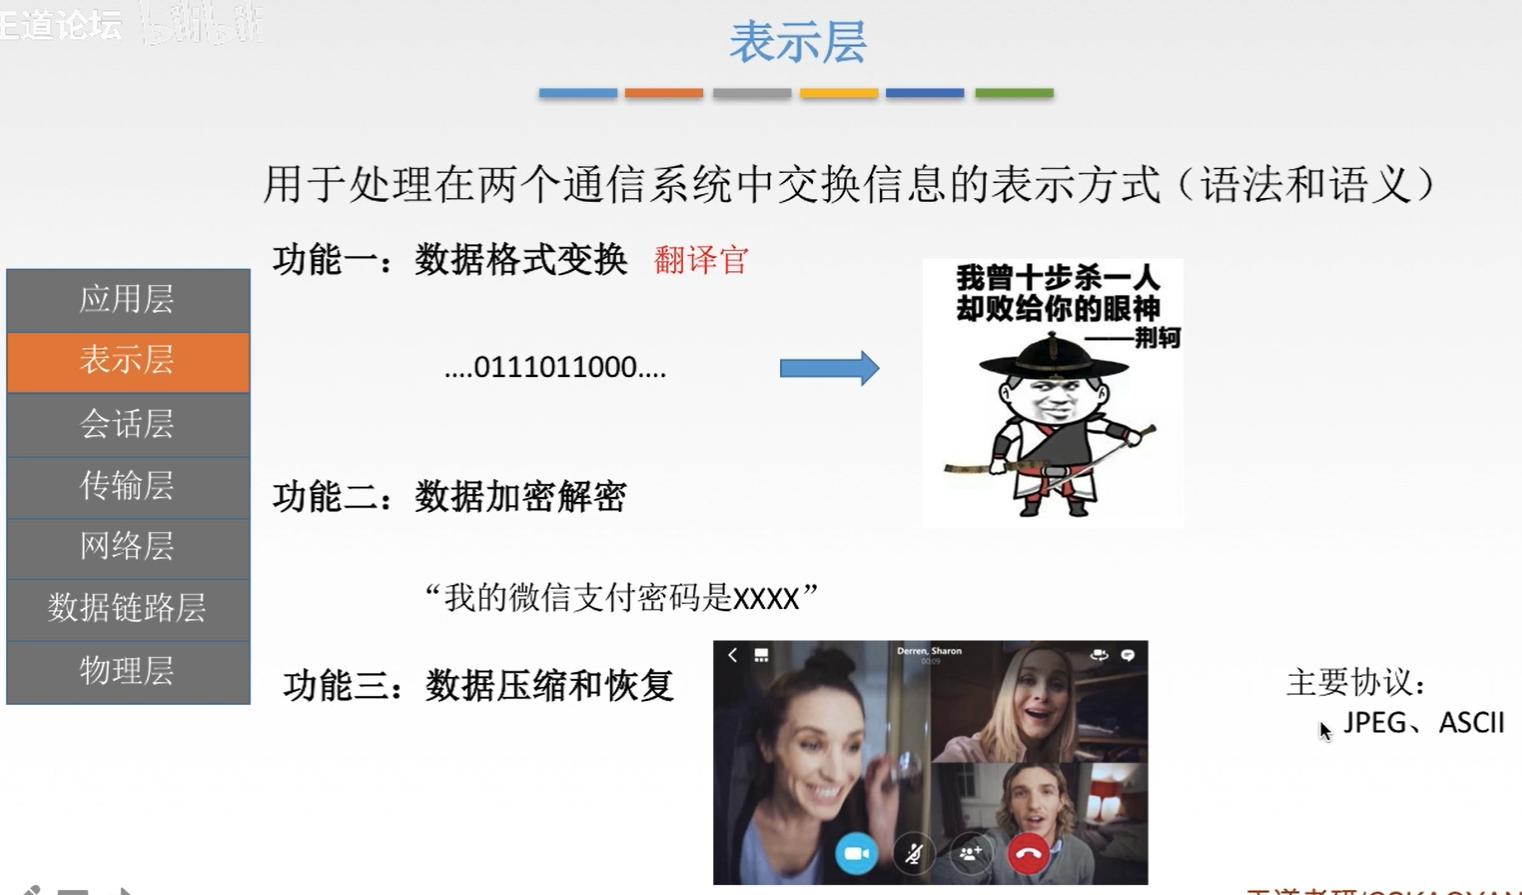 王道论坛 bilibili
表示层
用于处理在两个通信系统中交换信息的表示方式（语法和语义）
功能一：数据格式变换 翻译官
....0111011000....
我曾十步杀一人
却败给你的眼神
——荆轲
应用层
表示层
会话层
传输层
网络层
数据链路层
物理层
功能二：数据加密解密
“我的微信支付密码是XXXX”
功能三：数据压缩和恢复
Derren, Sharon
00:09
主要协议：
JPEG、ASCII